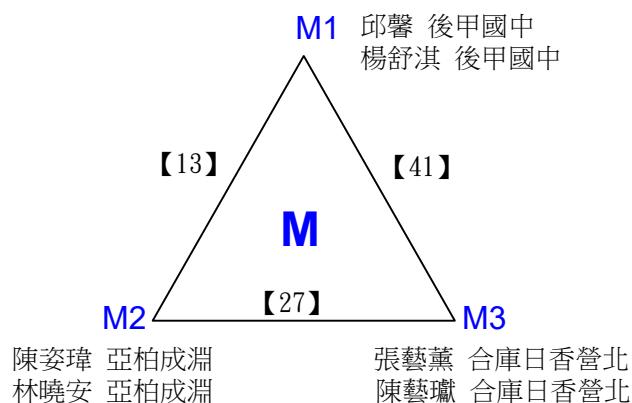 M1 邱馨 後甲國中
楊舒淇 後甲國中
【13】 【41】
M
【27】
M2 M3
陳姿瑋 亞柏成淵 張藝薰 合庫日香營北
林曉安 亞柏成淵 陳藝瓛 合庫日香營北